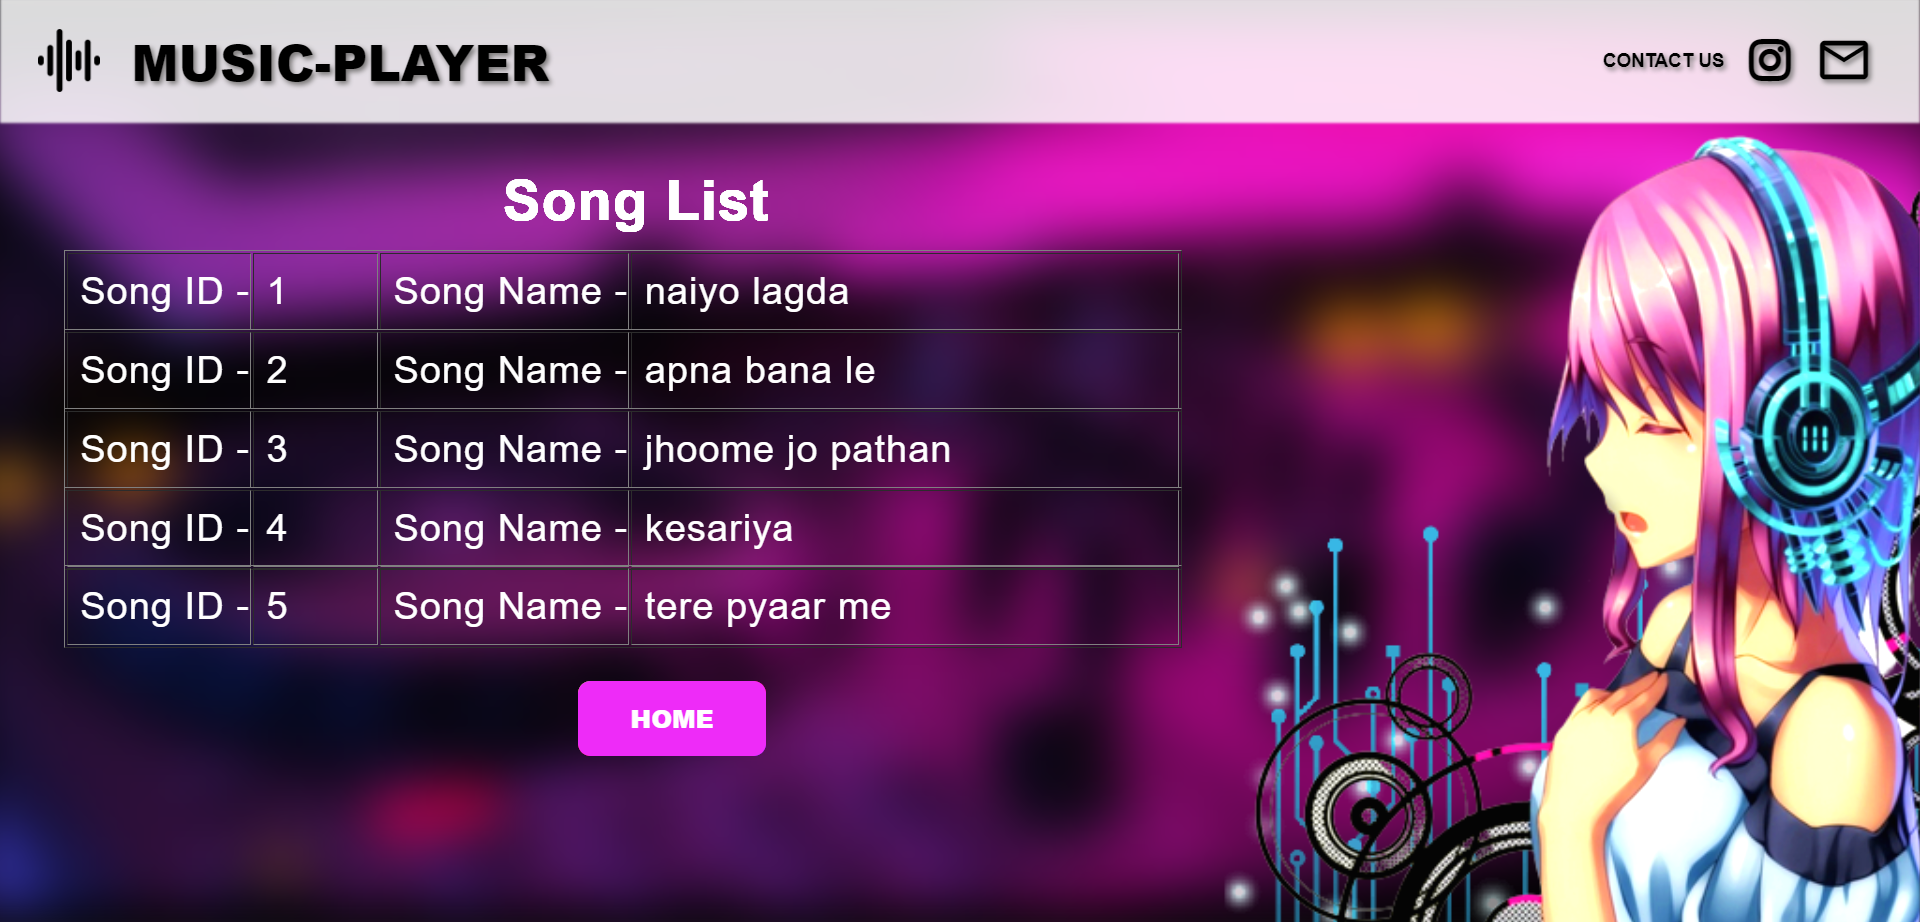 MUSIC-PLAYER
CONTACT US
Song List
Song ID - 1 Song Name - naiyo lagda
Song ID - 2 Song Name - apna bana le
Song ID - 3 Song Name - jhoome jo pathan
Song ID - 4 Song Name - kesariya
Song ID - 5 Song Name - tere pyaar me
HOME